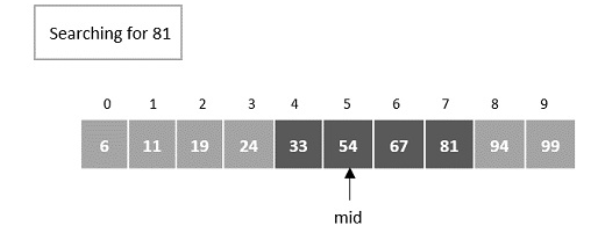 Searching for 81
0 1 2 3 4 5 6 7 8 9
6 11 19 24 33 54 67 81 94 99
mid